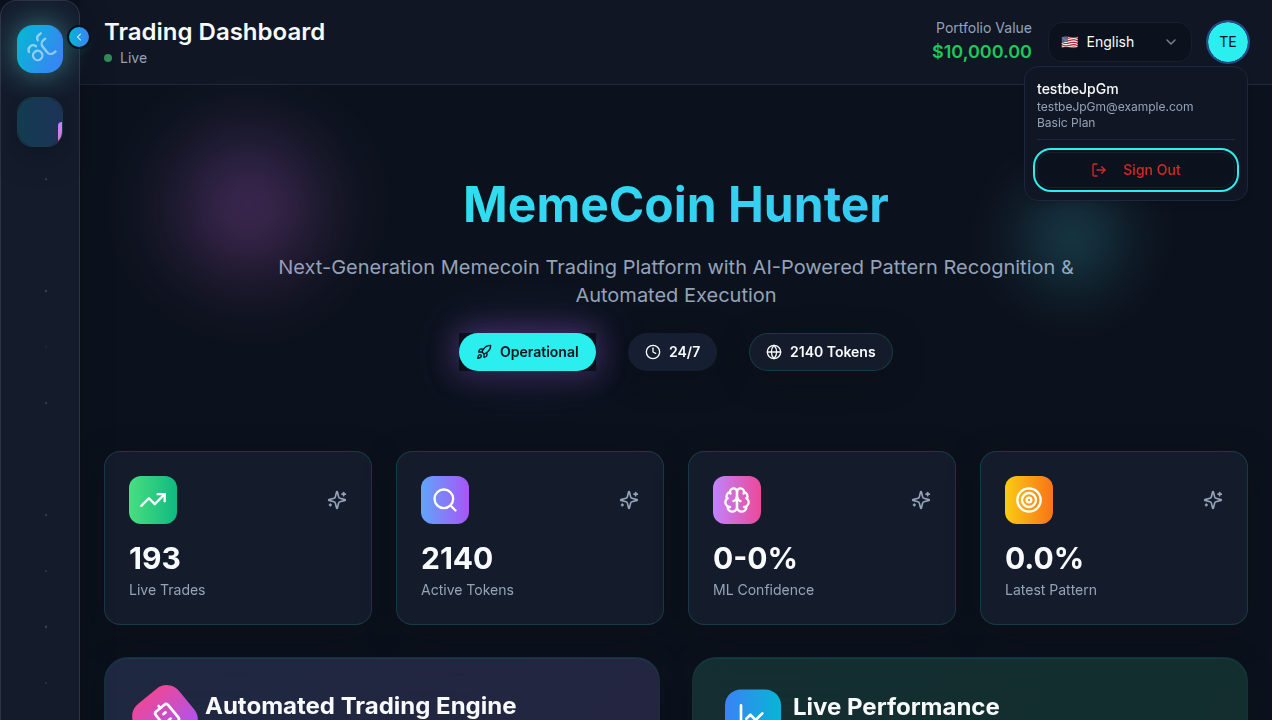 Trading Dashboard
Live
Portfolio Value
$10,000.00
English
TE
testbeJpGm
testbeJpGm@example.com
Basic Plan
Sign Out
MemeCoin Hunter
Next-Generation Memecoin Trading Platform with AI-Powered Pattern Recognition &
Automated Execution
Operational
24/7
2140 Tokens
193
Live Trades
2140
Active Tokens
0-0%
ML Confidence
0.0%
Latest Pattern
Automated Trading Engine
Live Performance